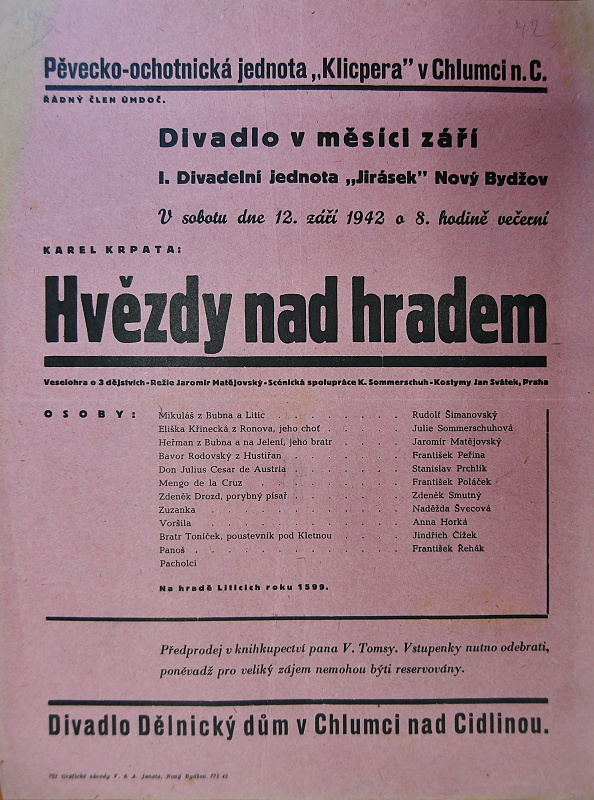 42
Pěvecko-ochotnická jednota „Klicpera" v Chlumci n. C.
ŘÁDNÝ ČLEN ÚMDOČ.
Divadlo v měsíci září
I. Divadelní jednota „Jirásek" Nový Bydžov
V sobotu dne 12. září 1942 o 8. hodině večerní
KAREL KRPATA:
Hvězdy nad hradem
Veselohra o 3 dějstvích - Režie Jaromír Matějovský - Scénická spolupráce K. Sommerschuh - Kostymy Jan Svátek, Praha
OSOBY:
Mikuláš z Bubna a Litic . . . . . . . Rudolf Šimanovský
Eliška Křinecká z Ronova, jeho choť . . . . Julie Sommerschuhová
Heřman z Bubna a na Jelení, jeho bratr . . . . Jaromír Matějovský
Bavor Rodovský z Hustiřan . . . . . . František Peřina
Don Julius Cesar de Austria . . . . . . Stanislav Prchlík
Mengo de la Cruz . . . . . . . . František Poláček
Zdeněk Drozd, porybný písař . . . . . . Zdeněk Smutný
Zuzanka . . . . . . . . . . Naděžda Švecová
Voršila . . . . . . . . . . Anna Horká
Bratr Toníček, poustevník pod Kletnou . . . . Jindřich Čížek
Panoš . . . . . . . . . . František Řehák
Pacholci
Na hradě Liticích roku 1599.
Předprodej v knihkupectví pana V. Tomsy. Vstupenky nutno odebrati,
poněvadž pro veliký zájem nemohou býti reservovány.
Divadlo Dělnický dům v Chlumci nad Cidlinou.
Grafické závody V. & A. Janata, Nový Bydžov.